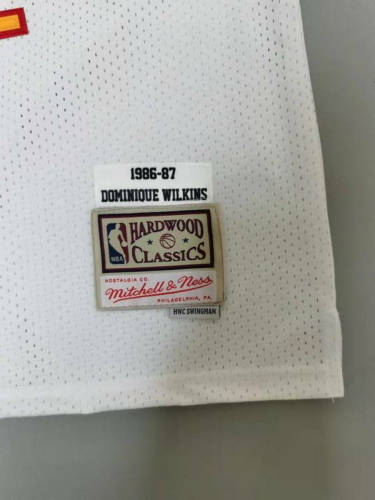 1986-87
DOMINIQUE WILKINS
NBA
HARDWOOD
CLASSICS
NOSTALGIA CO.
Mitchell & Ness
PHILADELPHIA, PA.
HWC SWINGMAN